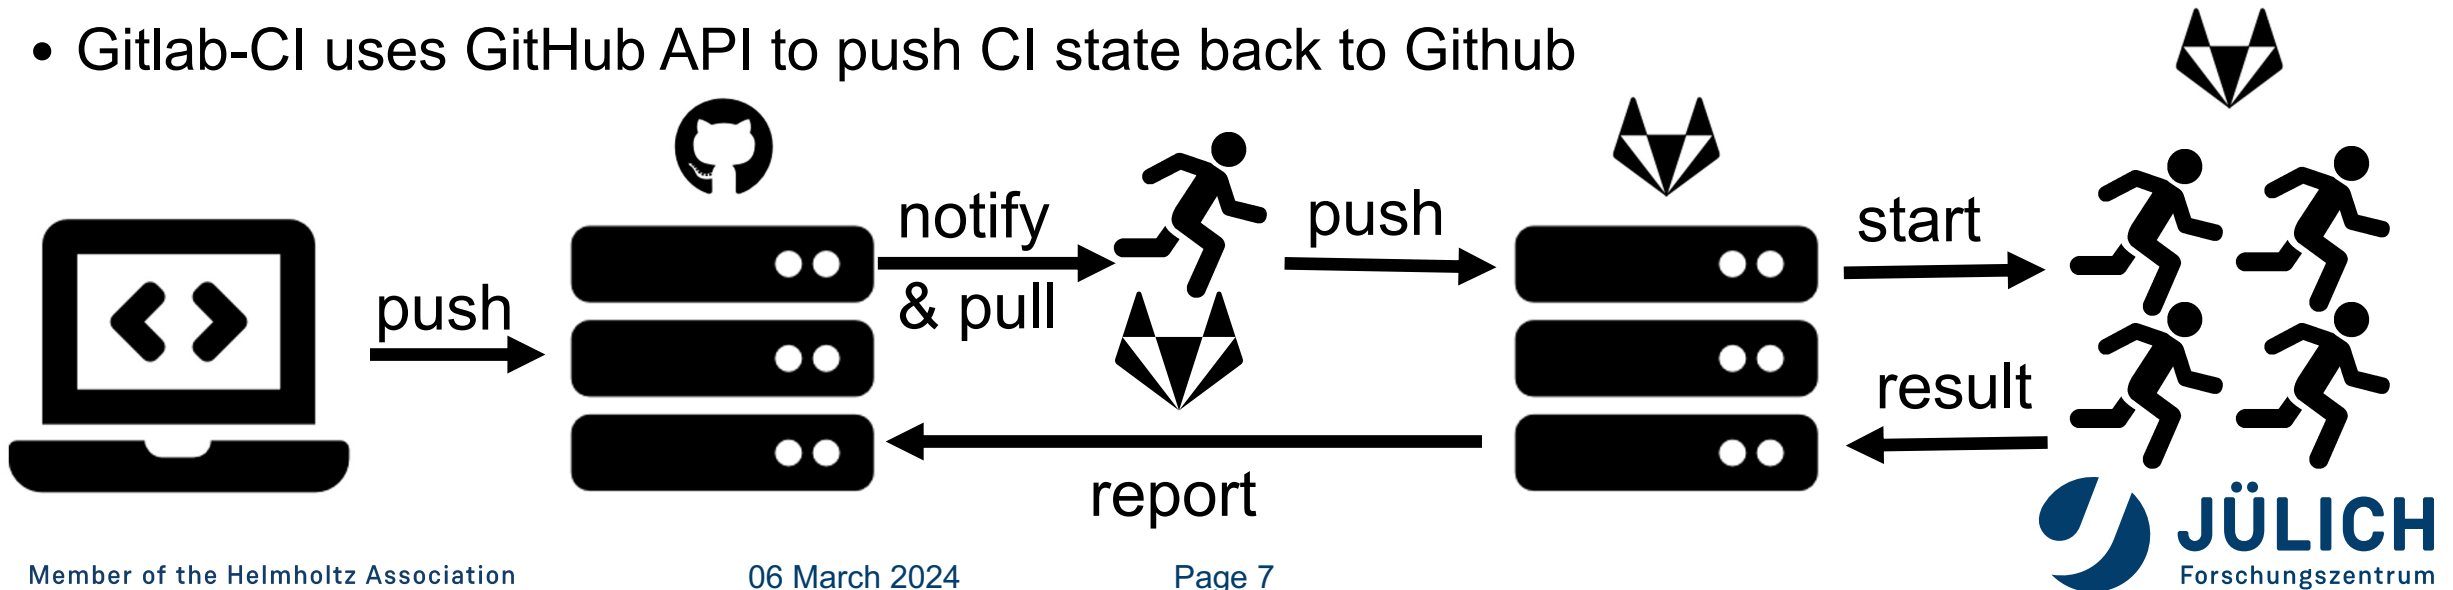 • Gitlab-CI uses GitHub API to push CI state back to Github
push
notify
& pull
push
start
result
report
JÜLICH
Forschungszentrum
Member of the Helmholtz Association
06 March 2024
Page 7